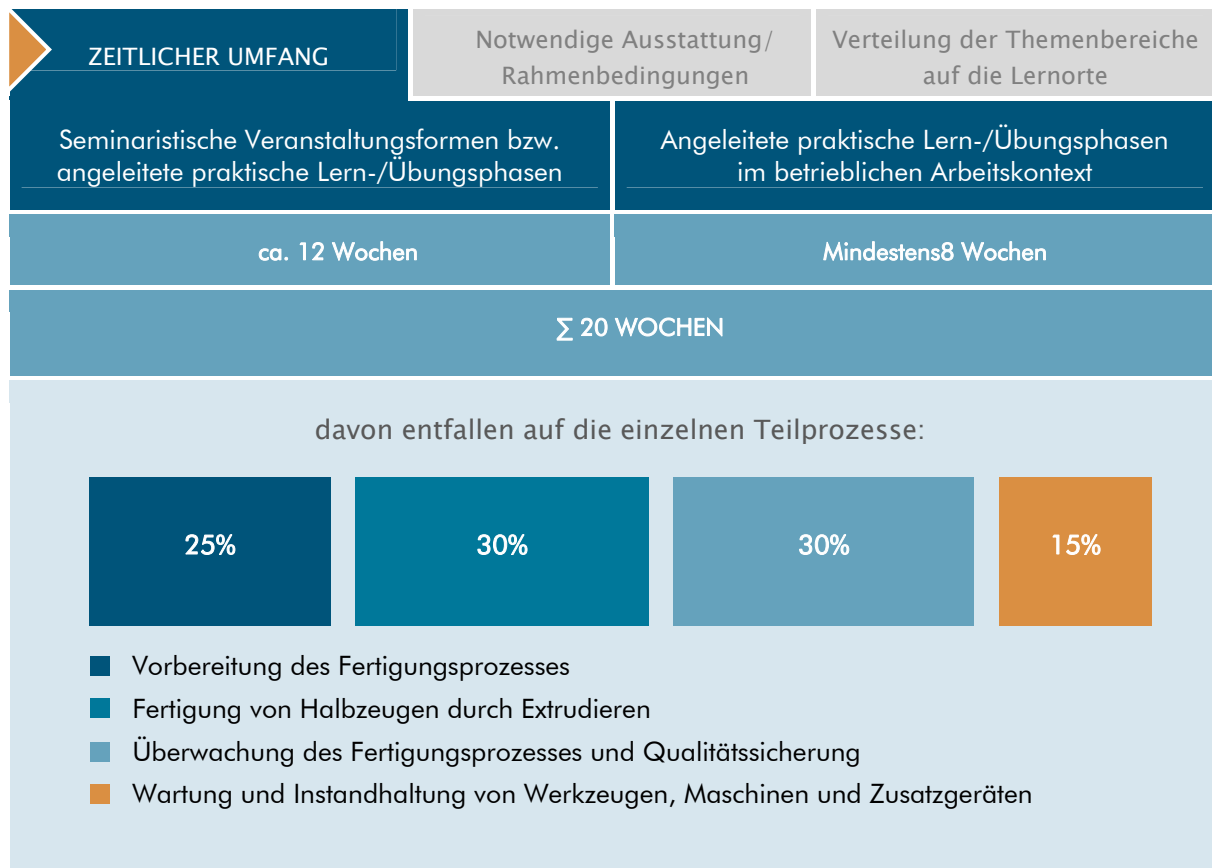 ZEITLICHER UMFANG
Notwendige Ausstattung/
Rahmenbedingungen
Verteilung der Themenbereiche
auf die Lernorte
Seminaristische Veranstaltungsformen bzw.
angeleitete praktische Lern-/Übungsphasen
Angeleitete praktische Lern-/Übungsphasen
im betrieblichen Arbeitskontext
ca. 12 Wochen
Mindestens8 Wochen
∑ 20 WOCHEN
davon entfallen auf die einzelnen Teilprozesse:
25%
30%
30%
15%
Vorbereitung des Fertigungsprozesses
Fertigung von Halbzeugen durch Extrudieren
Überwachung des Fertigungsprozesses und Qualitätssicherung
Wartung und Instandhaltung von Werkzeugen, Maschinen und Zusatzgeräten